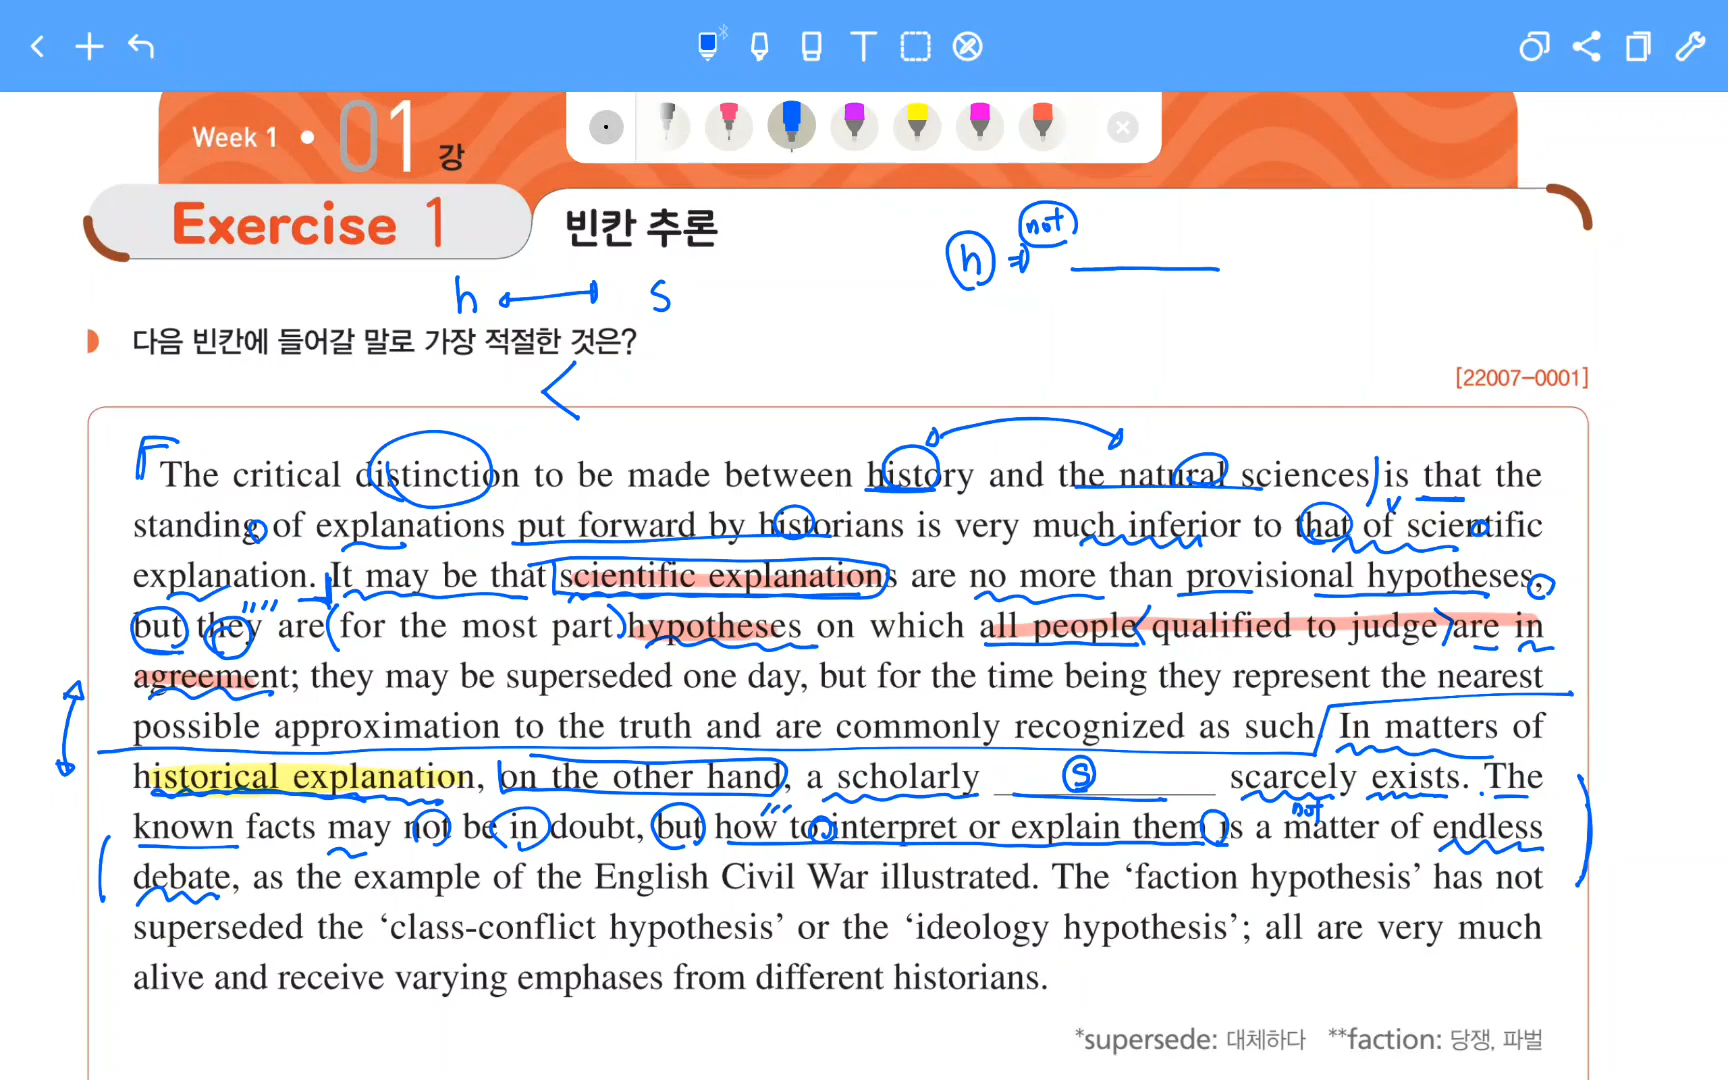 Week 1 • 01 강
Exercise 1 빈칸 추론
not
h ⇒
h ↔ s
다음 빈칸에 들어갈 말로 가장 적절한 것은?
[22007-0001]
The critical distinction to be made between history and the natural sciences is that the
standing of explanations put forward by historians is very much inferior to that of scientific
explanation. It may be that scientific explanations are no more than provisional hypotheses,
but they are for the most part hypotheses on which all people qualified to judge are in
agreement; they may be superseded one day, but for the time being they represent the nearest
possible approximation to the truth and are commonly recognized as such. In matters of
historical explanation, on the other hand, a scholarly ____________ scarcely exists. The
s
not
known facts may not be in doubt, but how to interpret or explain them is a matter of endless
debate, as the example of the English Civil War illustrated. The ‘faction hypothesis’ has not
superseded the ‘class-conflict hypothesis’ or the ‘ideology hypothesis’; all are very much
alive and receive varying emphases from different historians.
*supersede: 대체하다 **faction: 당쟁, 파벌